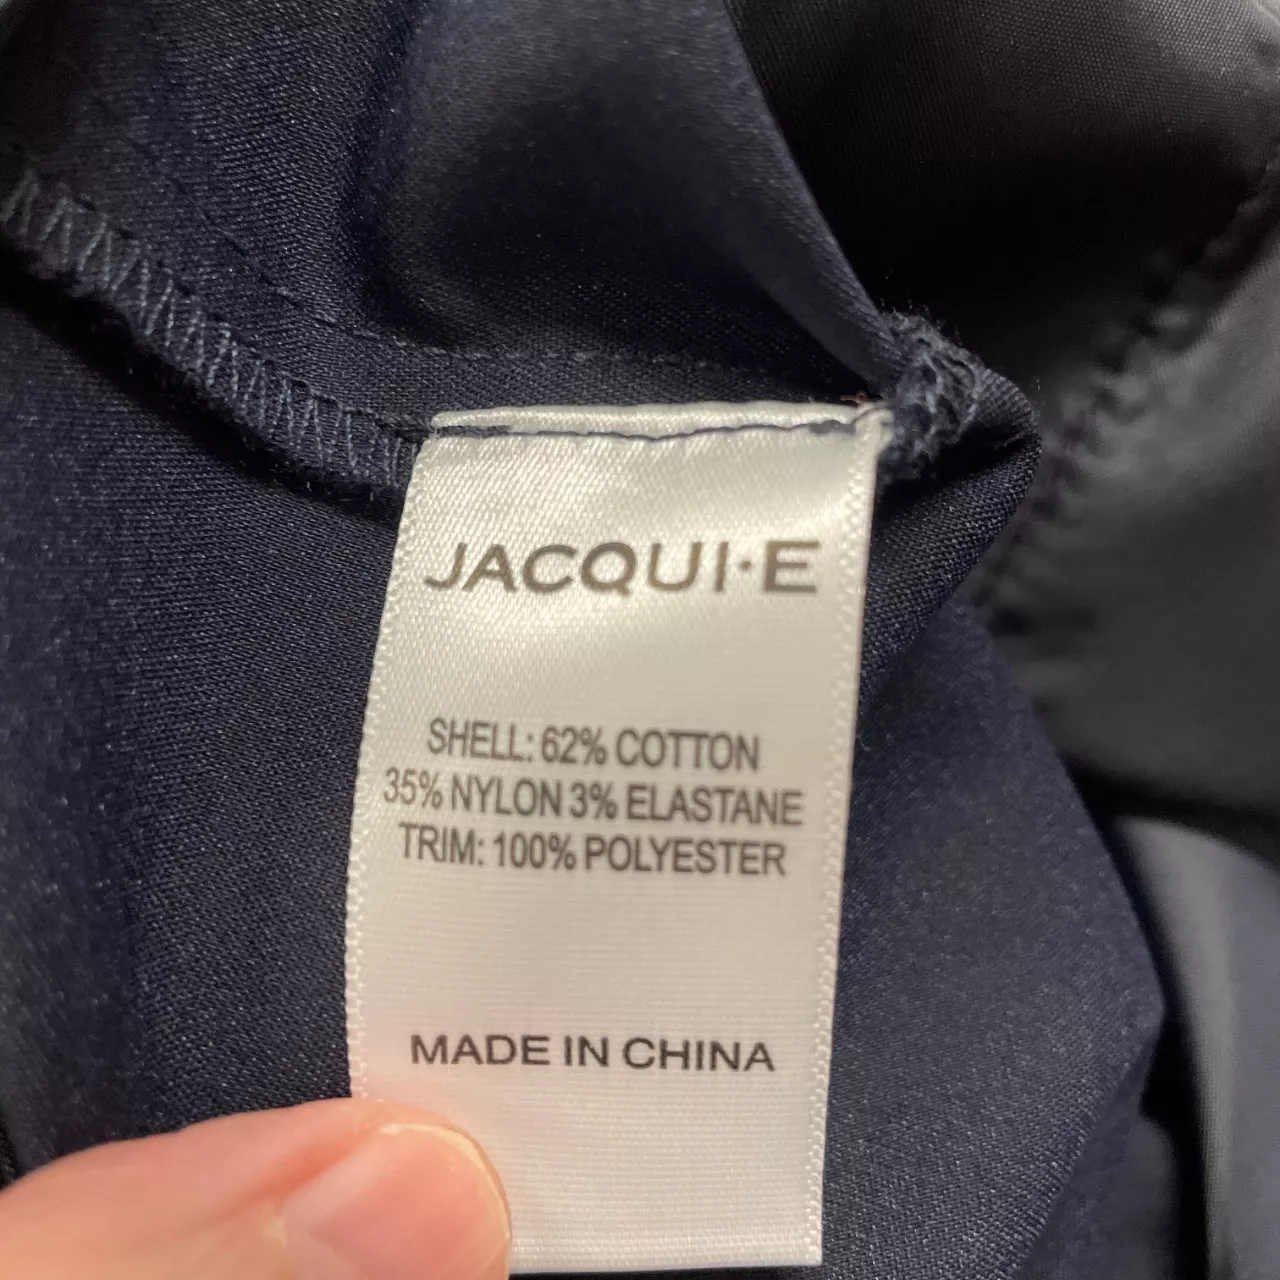 JACQUI·E
SHELL: 62% COTTON
35% NYLON 3% ELASTANE
TRIM: 100% POLYESTER
MADE IN CHINA